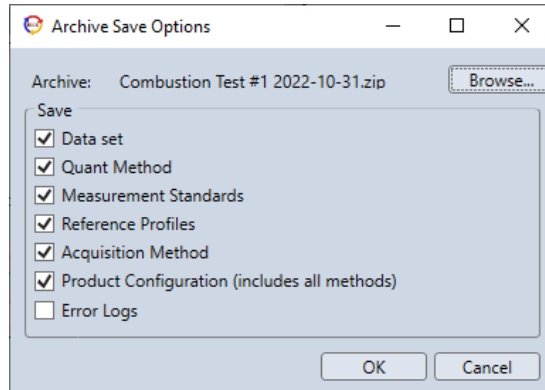 Archive Save Options
Archive: Combustion Test #1 2022-10-31.zip Browse...
Save
Data set
Quant Method
Measurement Standards
Reference Profiles
Acquisition Method
Product Configuration (includes all methods)
Error Logs
OK Cancel